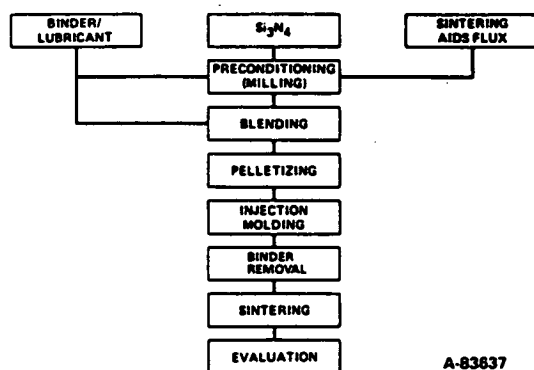 BINDER/
LUBRICANT
Si₃N₄
SINTERING
AIDS FLUX
PRECONDITIONING
(MILLING)
BLENDING
PELLETIZING
INJECTION
MOLDING
BINDER
REMOVAL
SINTERING
EVALUATION
A-83637